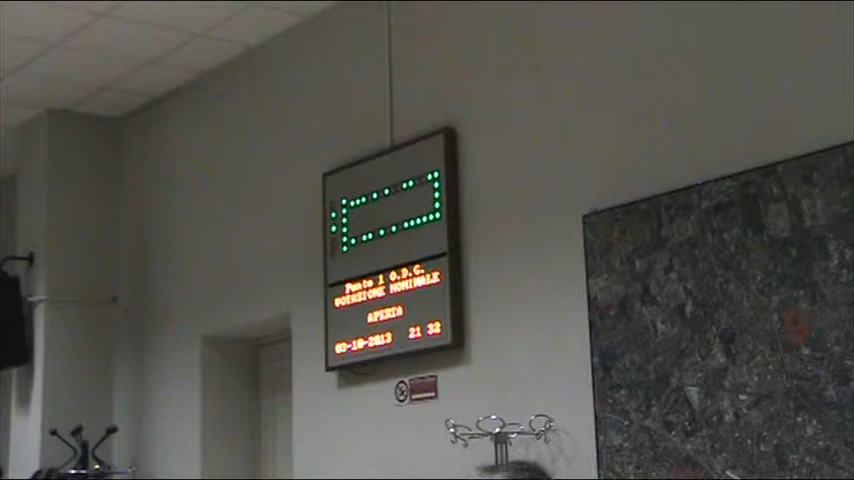 Punto 1 O.D.G.
VOTAZIONE NOMINALE
APERTA
03-10-2013 21 32